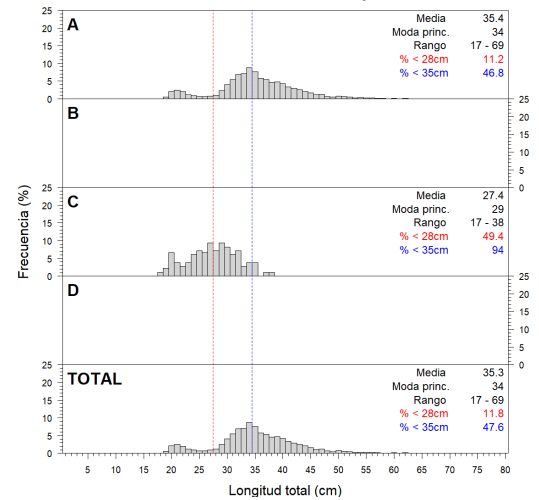 25
20
15
10
5
0
A
Media 35.4
Moda princ. 34
Rango 17 - 69
% < 28cm 11.2
% < 35cm 46.8
B
25
20
15
10
5
0
25
20
15
10
5
0
C
Media 27.4
Moda princ. 29
Rango 17 - 38
% < 28cm 49.4
% < 35cm 94
D
25
20
15
10
5
0
25
20
15
10
5
0
TOTAL
Media 35.3
Moda princ. 34
Rango 17 - 69
% < 28cm 11.8
% < 35cm 47.6
Frecuencia (%)
5 10 15 20 25 30 35 40 45 50 55 60 65 70 75 80
Longitud total (cm)